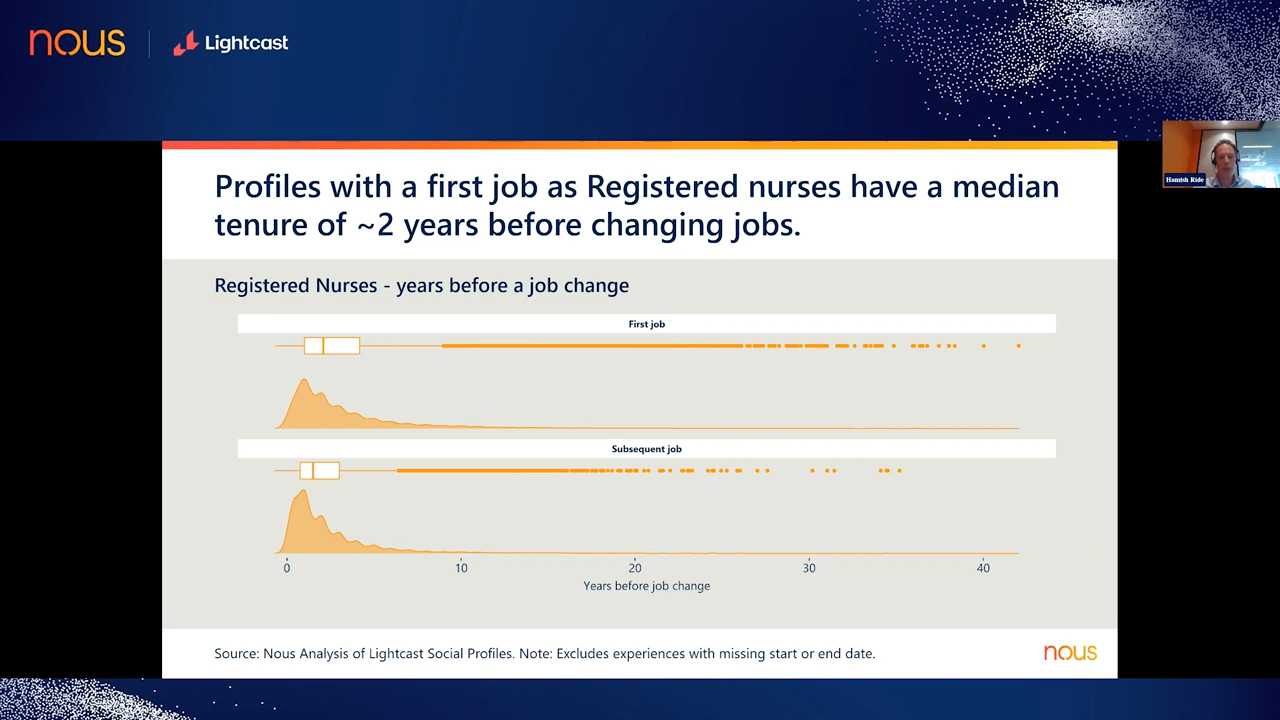 nous
Lightcast
Hamish Ride
Profiles with a first job as Registered nurses have a median
tenure of ~2 years before changing jobs.
Registered Nurses - years before a job change
First job
Subsequent job
0 10 20 30 40
Years before job change
Source: Nous Analysis of Lightcast Social Profiles. Note: Excludes experiences with missing start or end date.
nous